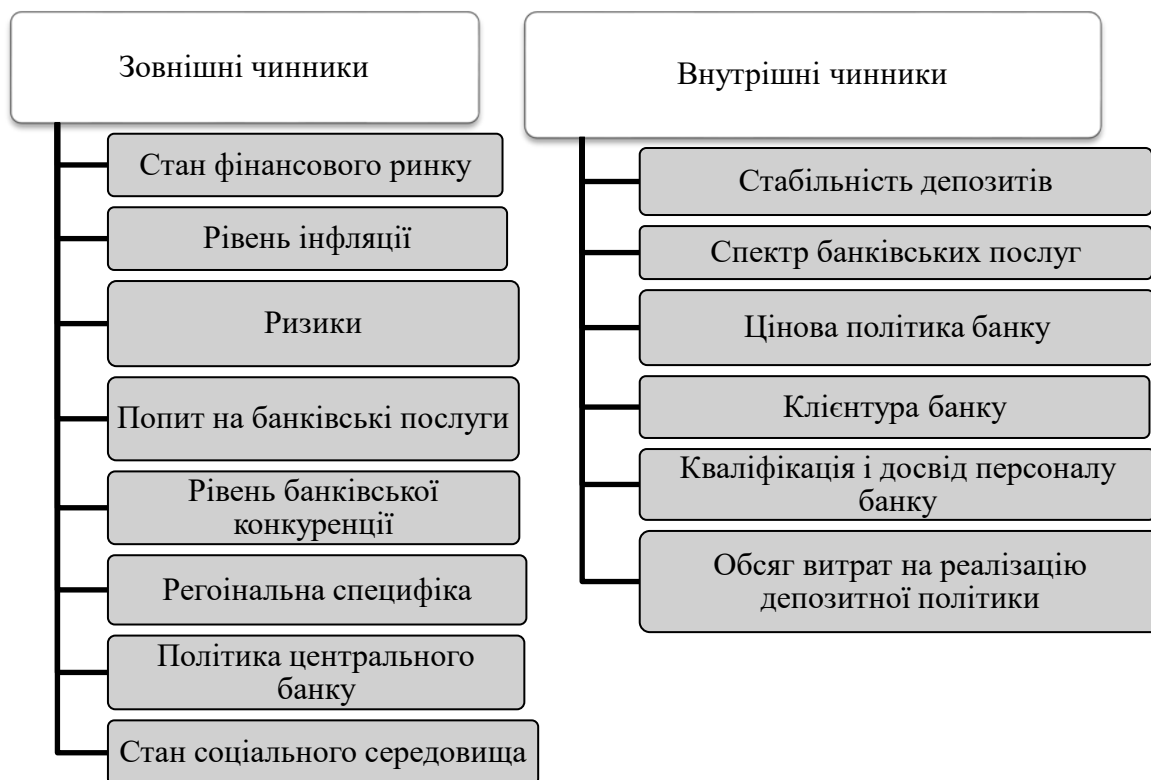 Зовнішні чинники
Стан фінансового ринку
Рівень інфляції
Ризики
Попит на банківські послуги
Рівень банківської
конкуренції
Регоінальна специфіка
Політика центрального
банку
Стан соціального середовища
Внутрішні чинники
Стабільність депозитів
Спектр банківських послуг
Цінова політика банку
Клієнтура банку
Кваліфікація і досвід персоналу
банку
Обсяг витрат на реалізацію
депозитної політики